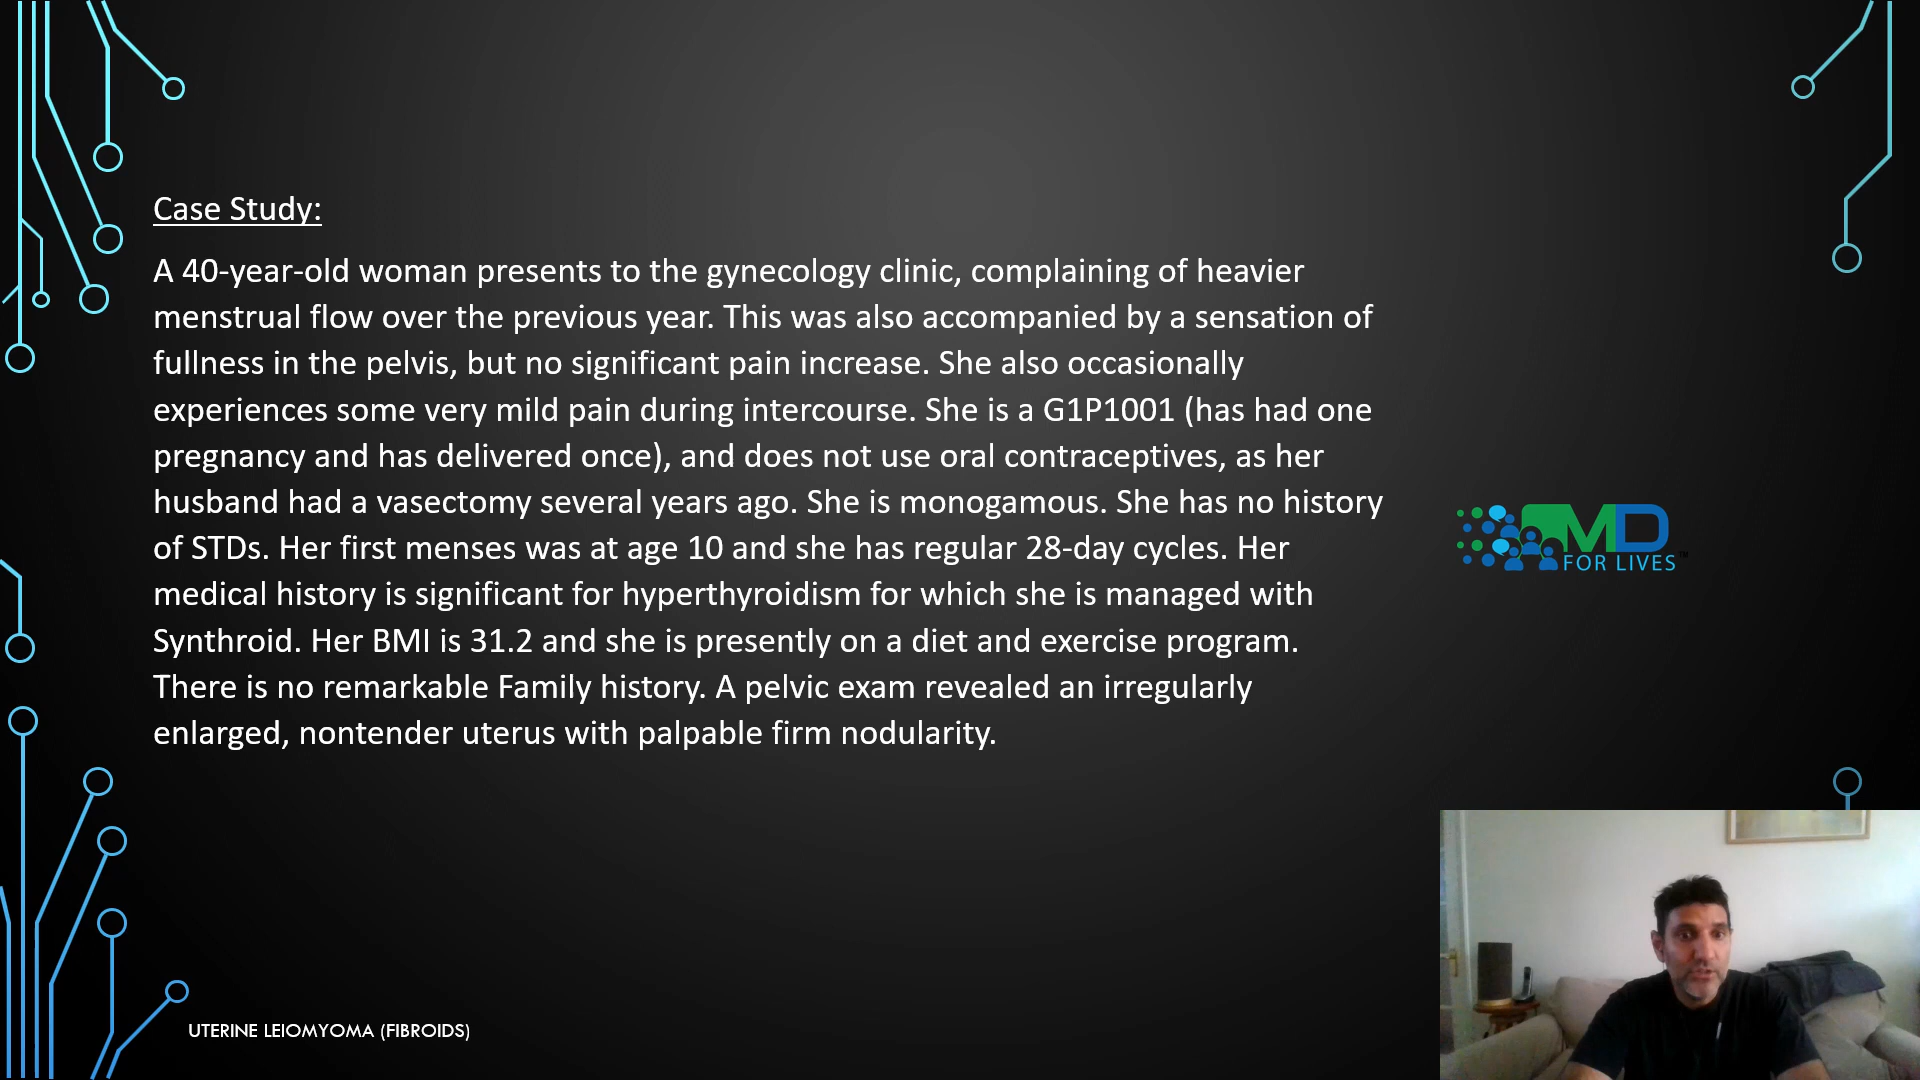 Case Study:
A 40-year-old woman presents to the gynecology clinic, complaining of heavier
menstrual flow over the previous year. This was also accompanied by a sensation of
fullness in the pelvis, but no significant pain increase. She also occasionally
experiences some very mild pain during intercourse. She is a G1P1001 (has had one
pregnancy and has delivered once), and does not use oral contraceptives, as her
husband had a vasectomy several years ago. She is monogamous. She has no history
of STDs. Her first menses was at age 10 and she has regular 28-day cycles. Her
medical history is significant for hyperthyroidism for which she is managed with
Synthroid. Her BMI is 31.2 and she is presently on a diet and exercise program.
There is no remarkable Family history. A pelvic exam revealed an irregularly
enlarged, nontender uterus with palpable firm nodularity.
MD
FOR LIVES™
UTERINE LEIOMYOMA (FIBROIDS)